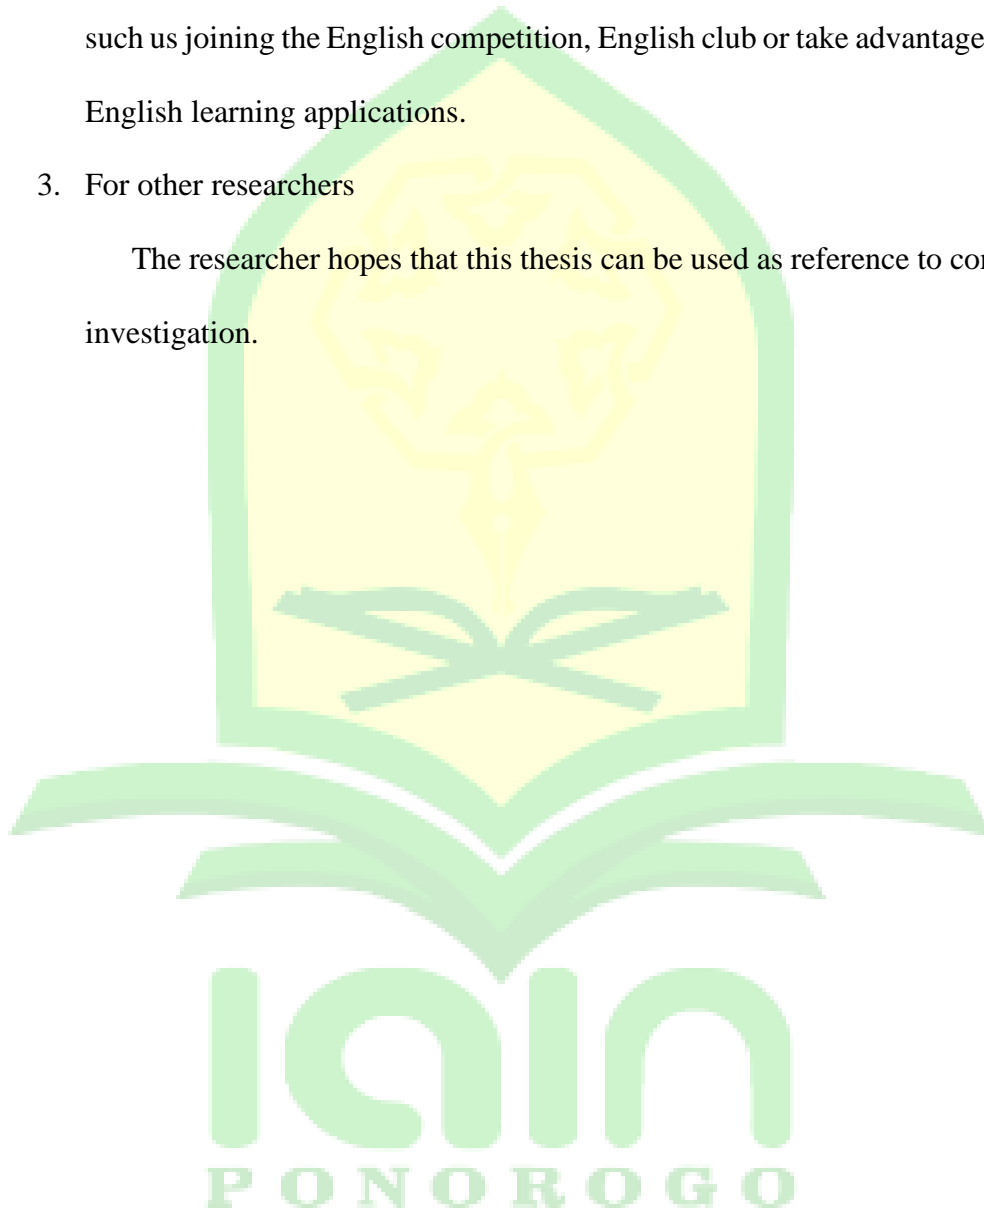 such us joining the English competition, English club or take advantage
English learning applications.
3. For other researchers
The researcher hopes that this thesis can be used as reference to
investigation.
iain
PONOROGO